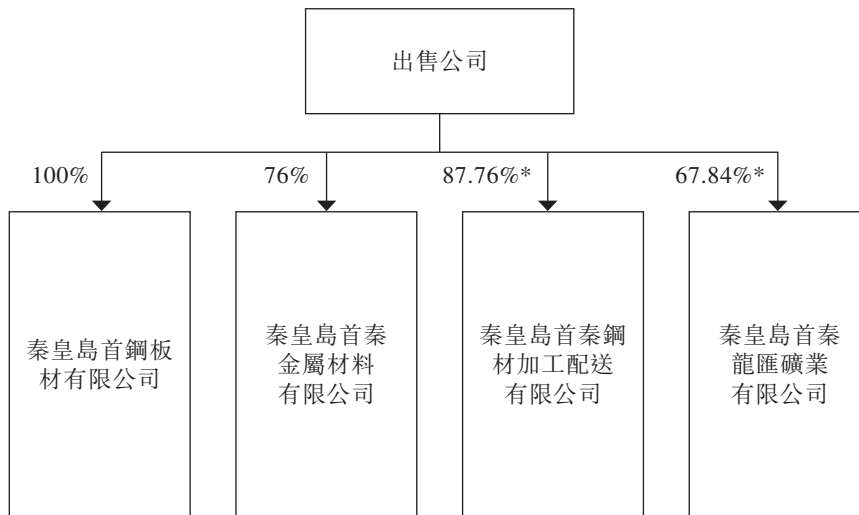 出售公司
100%
76%
87.76%*
67.84%*
秦皇島首鋼板
材有限公司
秦皇島首秦
金屬材料
有限公司
秦皇島首秦鋼
材加工配送
有限公司
秦皇島首秦
龍匯礦業
有限公司